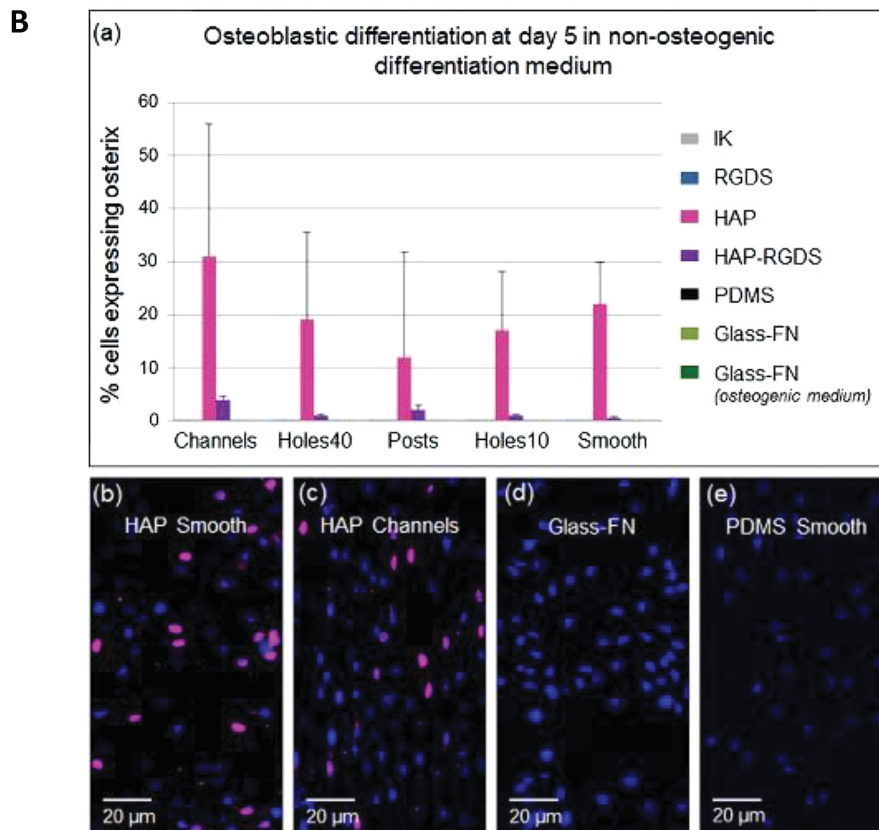 B
(a)
Osteoblastic differentiation at day 5 in non-osteogenic
differentiation medium
% cells expressing osterix
60
50
40
30
20
10
0
Channels Holes40 Posts Holes10 Smooth
IK
RGDS
HAP
HAP-RGDS
PDMS
Glass-FN
Glass-FN
(osteogenic medium)
(b) (c) (d) (e)
HAP Smooth HAP Channels Glass-FN PDMS Smooth
20 µm 20 µm 20 µm 20 µm